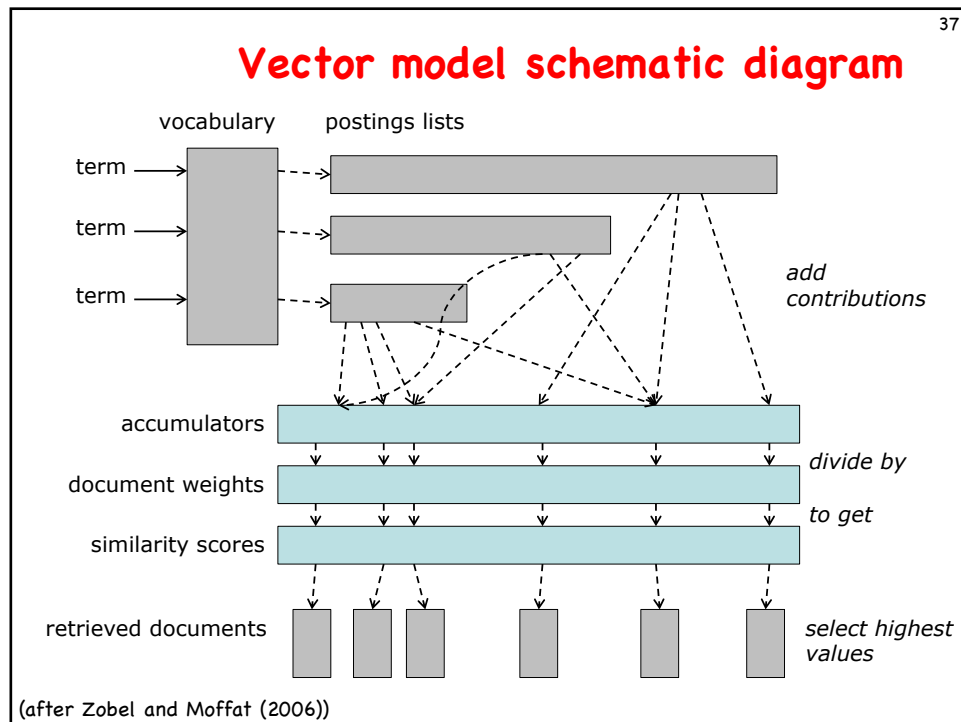 37
Vector model schematic diagram
vocabulary postings lists
term
term
term
add
contributions
accumulators
divide by
document weights
to get
similarity scores
retrieved documents
select highest
values
(after Zobel and Moffat (2006))